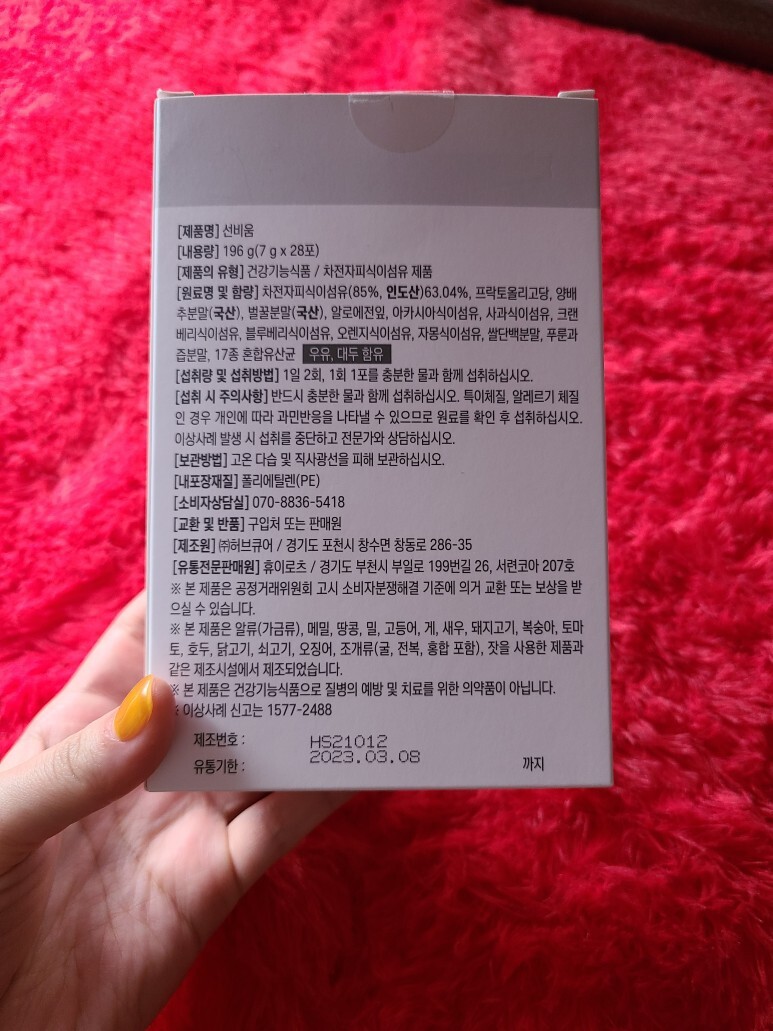 [제품명] 선비움
[내용량] 196 g(7 g x 28포)
[제품의 유형] 건강기능식품 / 차전자피식이섬유 제품
[원료명 및 함량] 차전자피식이섬유(85%, 인도산)63.04%, 프락토올리고당, 양배
추분말(국산), 벌꿀분말(국산), 알로에전잎, 아카시아식이섬유, 사과식이섬유, 크랜
베리식이섬유, 블루베리식이섬유, 오렌지식이섬유, 자몽식이섬유, 쌀단백분말, 푸룬과
즙분말, 17종 혼합유산균 우유, 대두 함유
[섭취량 및 섭취방법] 1일 2회, 1회 1포를 충분한 물과 함께 섭취하십시오.
[섭취 시 주의사항] 반드시 충분한 물과 함께 섭취하십시오. 특이체질, 알레르기 체질
인 경우 개인에 따라 과민반응을 나타낼 수 있으므로 원료를 확인 후 섭취하십시오.
이상사례 발생 시 섭취를 중단하고 전문가와 상담하십시오.
[보관방법] 고온 다습 및 직사광선을 피해 보관하십시오.
[내포장재질] 폴리에틸렌(PE)
[소비자상담실] 070-8836-5418
[교환 및 반품] 구입처 또는 판매원
[제조원] ㈜허브큐어 / 경기도 포천시 창수면 창동로 286-35
[유통전문판매원] 휴이로츠 / 경기도 부천시 부일로 199번길 26, 서련코아 207호
※ 본 제품은 공정거래위원회 고시 소비자분쟁해결 기준에 의거 교환 또는 보상을 받
으실 수 있습니다.
※ 본 제품은 알류(가금류), 메밀, 땅콩, 밀, 고등어, 게, 새우, 돼지고기, 복숭아, 토마
토, 호두, 닭고기, 쇠고기, 오징어, 조개류(굴, 전복, 홍합 포함), 잣을 사용한 제품과
같은 제조시설에서 제조되었습니다.
※ 본 제품은 건강기능식품으로 질병의 예방 및 치료를 위한 의약품이 아닙니다.
※ 이상사례 신고는 1577-2488
제조번호 : HS21012
유통기한 : 2023.03.08 까지